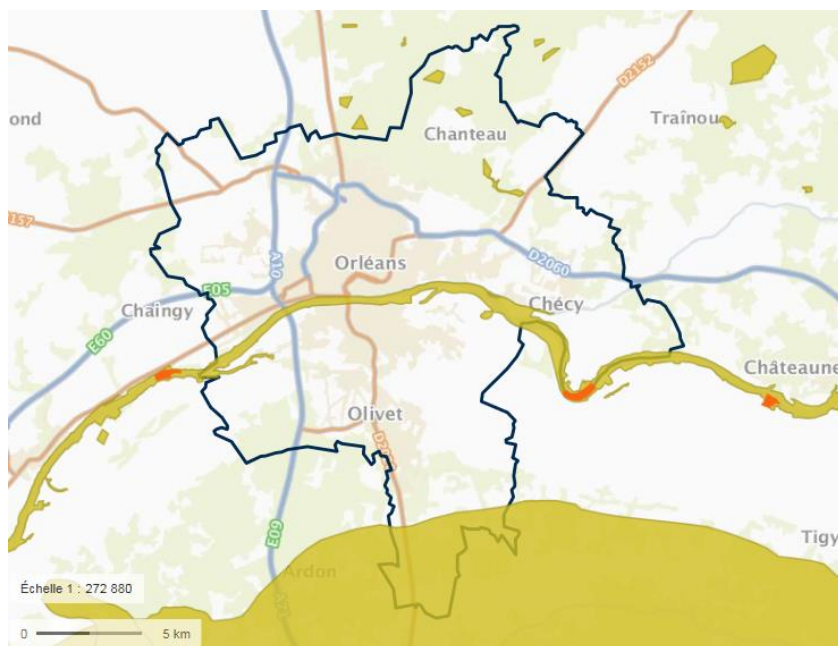 D2152
Traînou
ond
Chanteau
D157
A10
Orléans
D2060
E05
Chécy
Chaingy
E60
Châteaune
Olivet
E09
Tigy
Ardon
Échelle 1 : 272 880
0 5 km